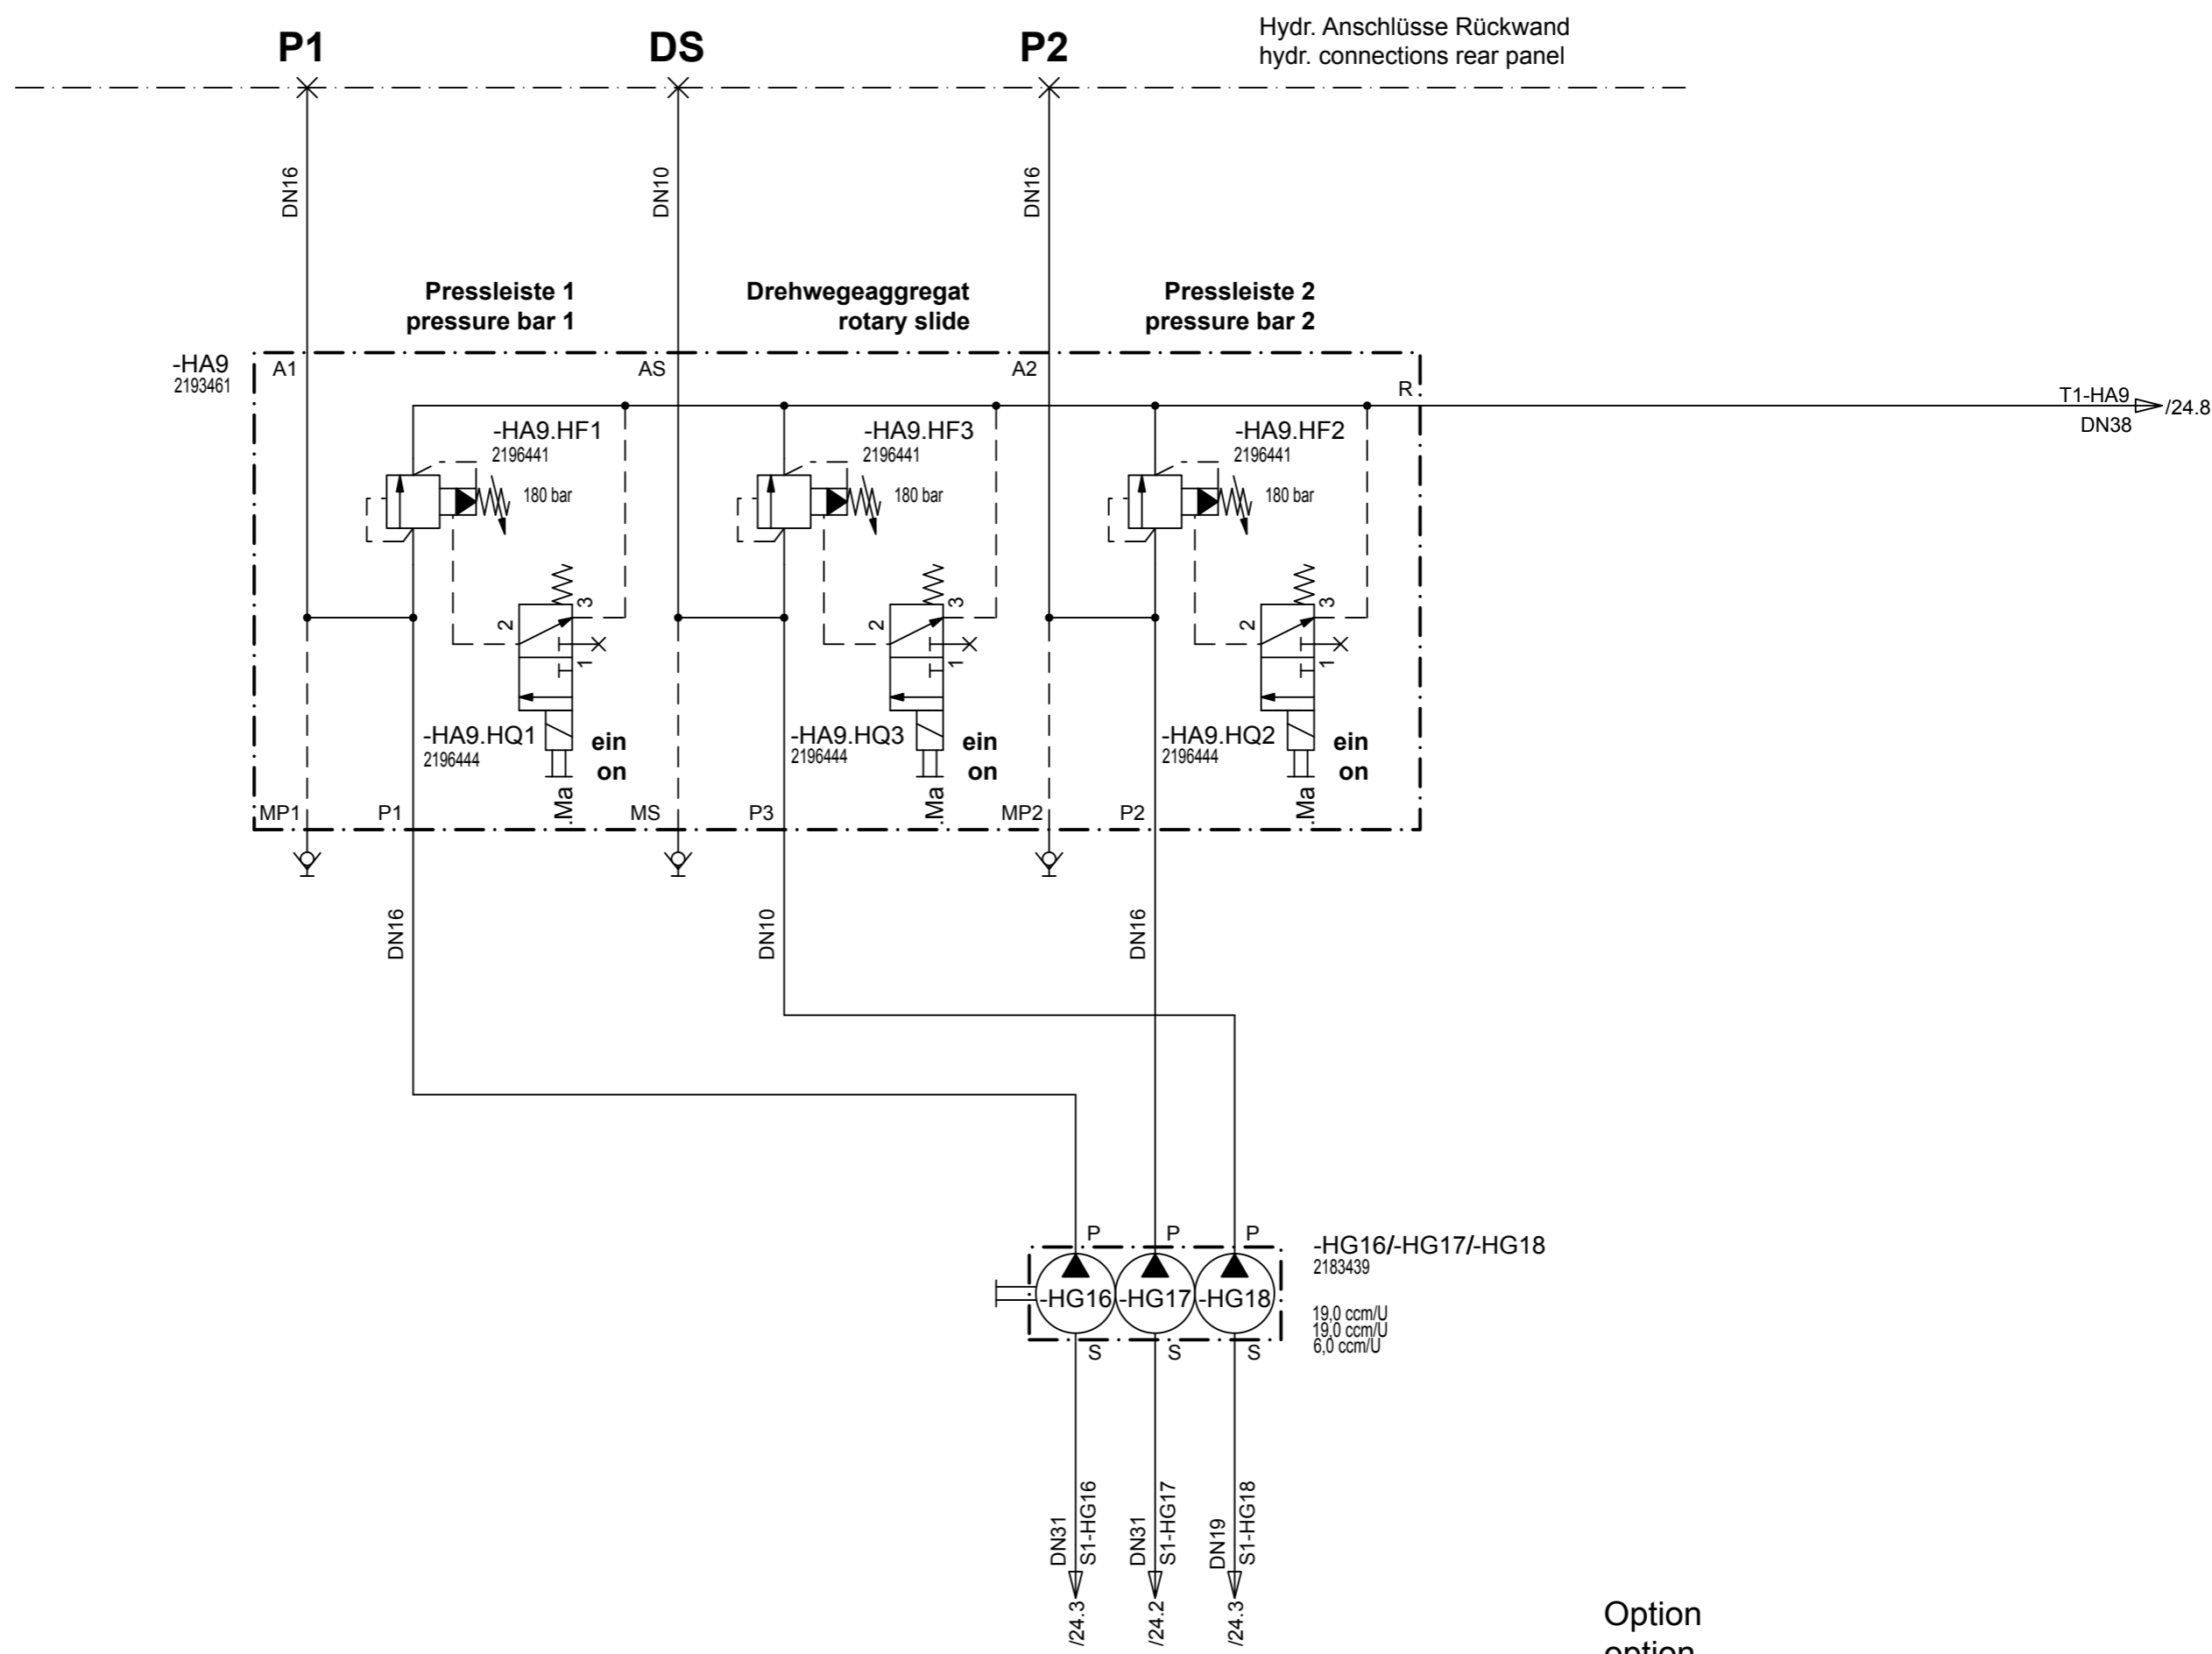 P1
DS
P2
Hydr. Anschlüsse Rückwand
hydr. connections rear panel
DN16
DN10
DN16
Pressleiste 1
pressure bar 1
Drehwegeaggregat
rotary slide
Pressleiste 2
pressure bar 2
-HA9
2193461
A1
AS
A2
R
T1-HA9
/24.8
DN38
-HA9.HF1
2196441
180 bar
-HA9.HF3
2196441
180 bar
-HA9.HF2
2196441
180 bar
2
3
1
2
3
1
2
3
1
-HA9.HQ1
2196444
ein
on
.Ma
-HA9.HQ3
2196444
ein
on
.Ma
-HA9.HQ2
2196444
ein
on
.Ma
MP1
P1
MS
P3
MP2
P2
DN16
DN10
DN16
P
P
P
-HG16/-HG17/-HG18
2183439
-HG16
-HG17
-HG18
19,0 ccm/U
19,0 ccm/U
6,0 ccm/U
S
S
S
DN31
S1-HG16
DN31
S1-HG17
DN19
S1-HG18
/24.3
/24.2
/24.3
Option
option